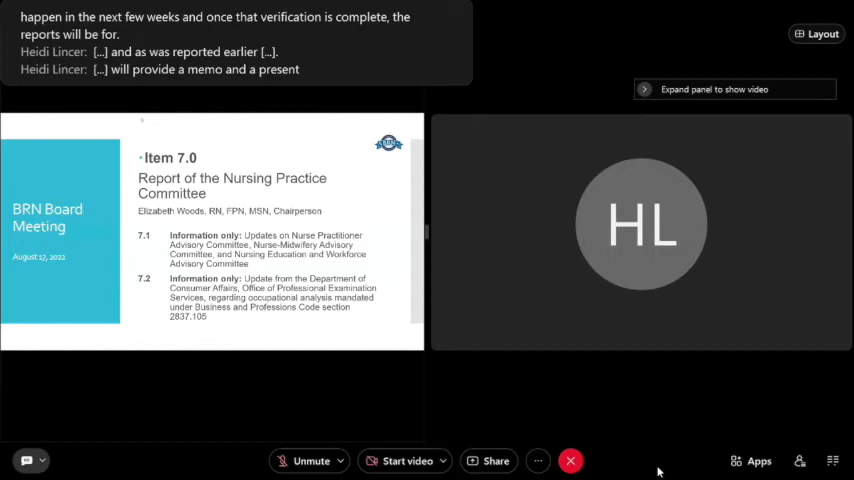 happen in the next few weeks and once that verification is complete, the
reports will be for.
Heidi Lincer: [...] and as was reported earlier [...].
Heidi Lincer: [...] will provide a memo and a present
Layout
Expand panel to show video
BRN
• Item 7.0
Report of the Nursing Practice
Committee
Elizabeth Woods, RN, FPN, MSN, Chairperson
BRN Board
Meeting
August 17, 2022
7.1 Information only: Updates on Nurse Practitioner
Advisory Committee, Nurse-Midwifery Advisory
Committee, and Nursing Education and Workforce
Advisory Committee
7.2 Information only: Update from the Department of
Consumer Affairs, Office of Professional Examination
Services, regarding occupational analysis mandated
under Business and Professions Code section
2837.105
HL
Unmute
Start video
Share
Apps